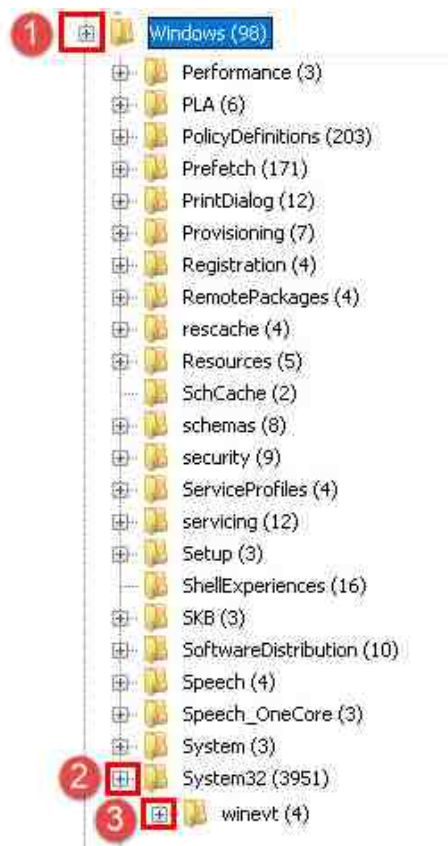 1 Windows (98)
Performance (3)
PLA (6)
PolicyDefinitions (203)
Prefetch (171)
PrintDialog (12)
Provisioning (7)
Registration (4)
RemotePackages (4)
rescache (4)
Resources (5)
SchCache (2)
schemas (8)
security (9)
ServiceProfiles (4)
servicing (12)
Setup (3)
ShellExperiences (16)
SKB (3)
SoftwareDistribution (10)
Speech (4)
Speech_OneCore (3)
System (3)
2 System32 (3951)
3 winevt (4)